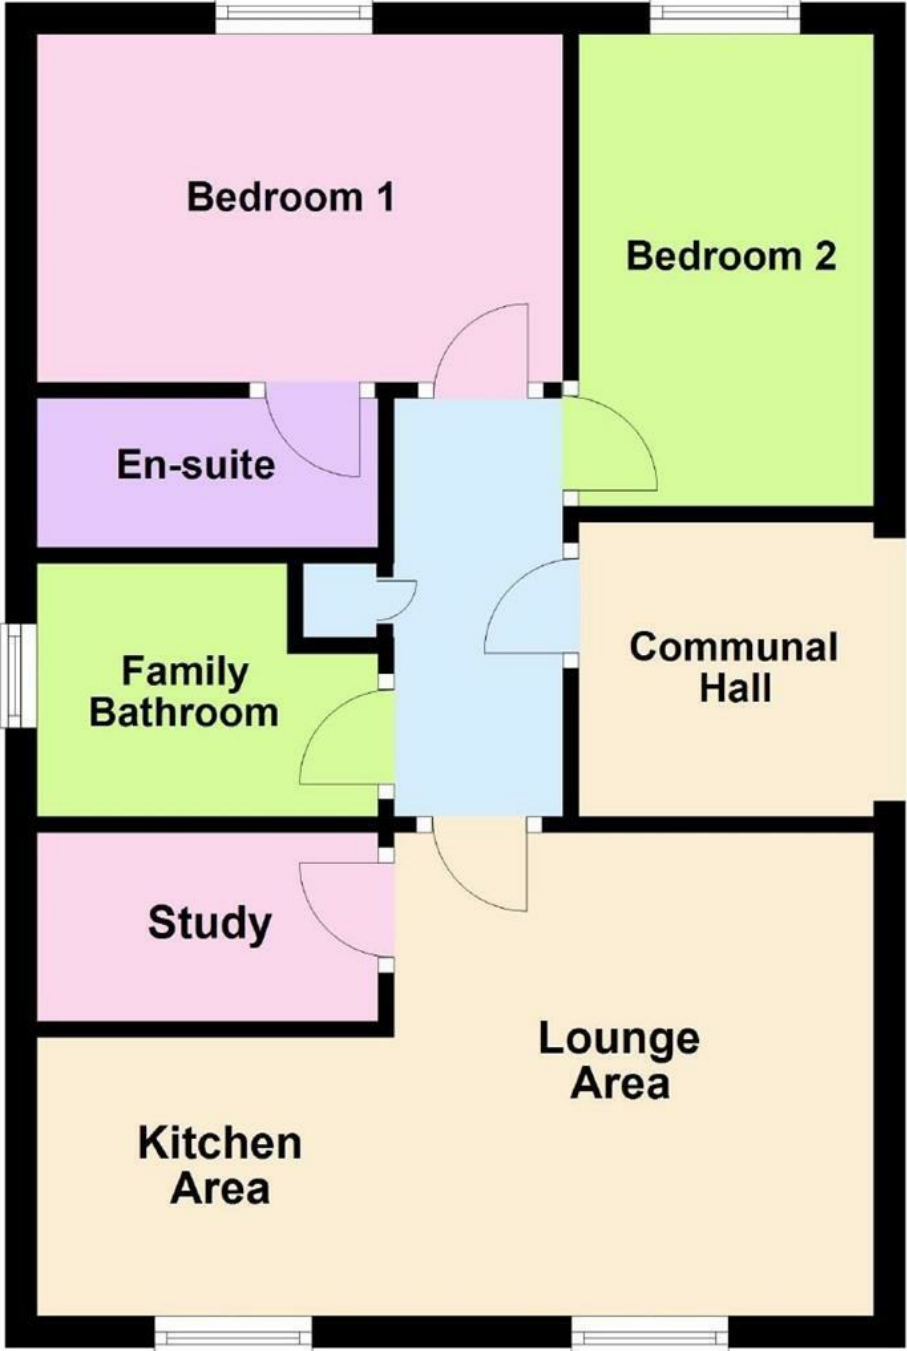 Bedroom 1
Bedroom 2
En-suite
Family
Bathroom
Communal
Hall
Study
Lounge
Area
Kitchen
Area